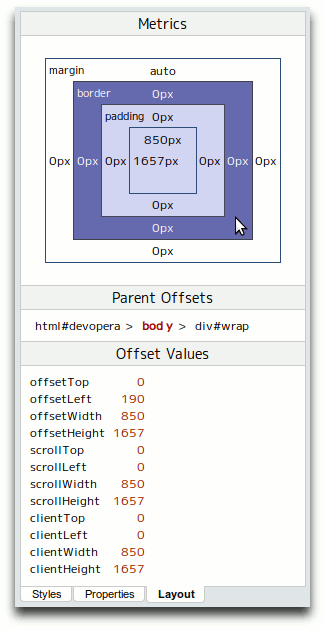 Metrics
margin auto
border 0px
padding 0px
850px
0px 0px 0px 1657px 0px 0px 0px
0px
0px
0px
Parent Offsets
html#devopera > body > div#wrap
Offset Values
offsetTop 0
offsetLeft 190
offsetWidth 850
offsetHeight 1657
scrollTop 0
scrollLeft 0
scrollWidth 850
scrollHeight 1657
clientTop 0
clientLeft 0
clientWidth 850
clientHeight 1657
Styles Properties Layout